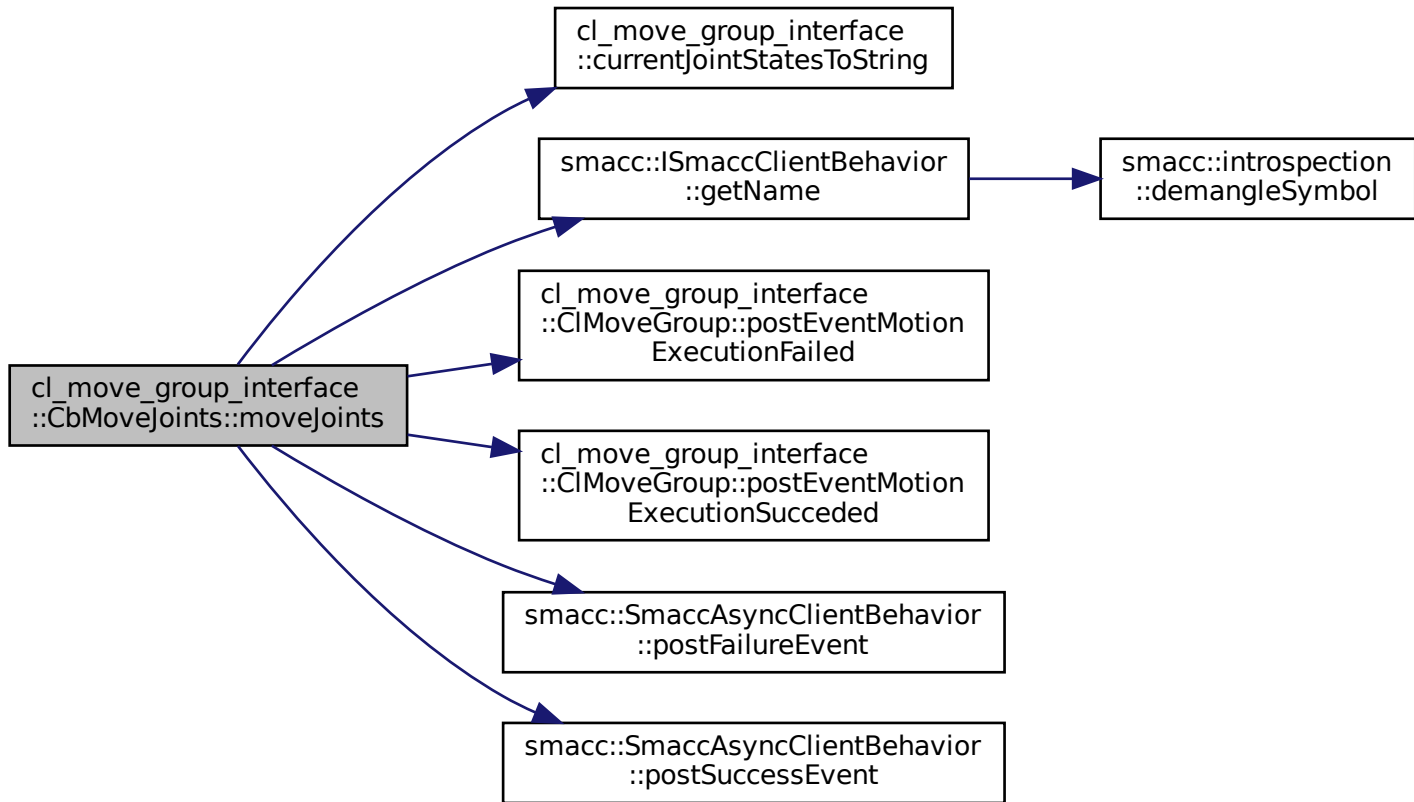 cl_move_group_interface
::currentJointStatesToString
smacc::ISmaccClientBehavior
::getName
smacc::introspection
::demangleSymbol
cl_move_group_interface
::ClMoveGroup::postEventMotion
ExecutionFailed
cl_move_group_interface
::CbMoveJoints::moveJoints
cl_move_group_interface
::ClMoveGroup::postEventMotion
ExecutionSucceded
smacc::SmaccAsyncClientBehavior
::postFailureEvent
smacc::SmaccAsyncClientBehavior
::postSuccessEvent